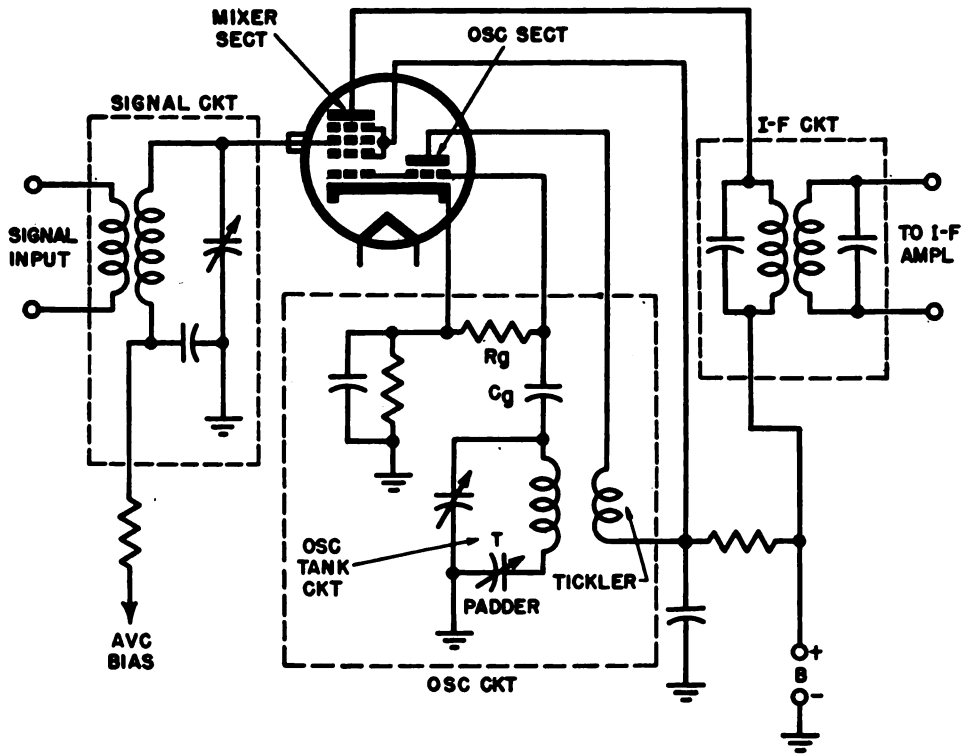 MIXER
SECT
OSC SECT
SIGNAL CKT
I-F CKT
SIGNAL
INPUT
TO I-F
AMPL
Rg
Cg
OSC
TANK
CKT
T
PADDER
TICKLER
AVC
BIAS
OSC CKT
+
B
-